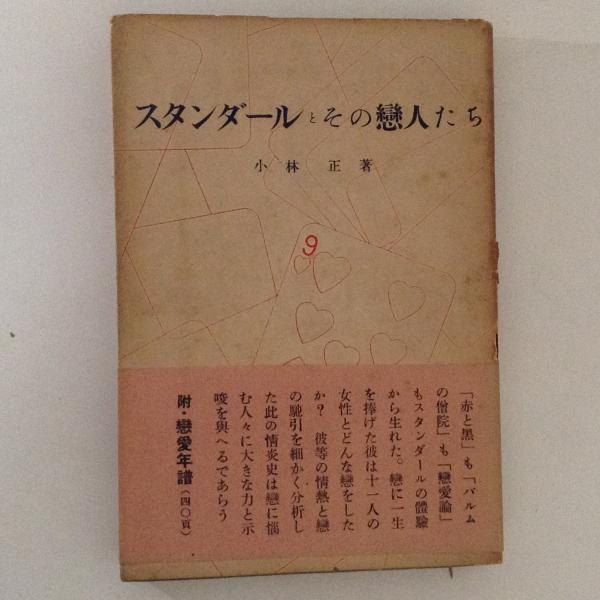 スタンダールとその戀人たち
小林 正 著
9
「赤と黒」も「パルム
の僧院」も「戀愛論」
もスタンダールの體驗
から生れた。戀に一生
を捧げた彼は十一人の
女性とどんな戀をした
か？ 彼等の情熱と戀
の馳引を細かく分析し
た此の情炎史は戀に惱
む人々に大きな力と示
唆を與へるであらう
附・戀愛年譜（四〇頁）